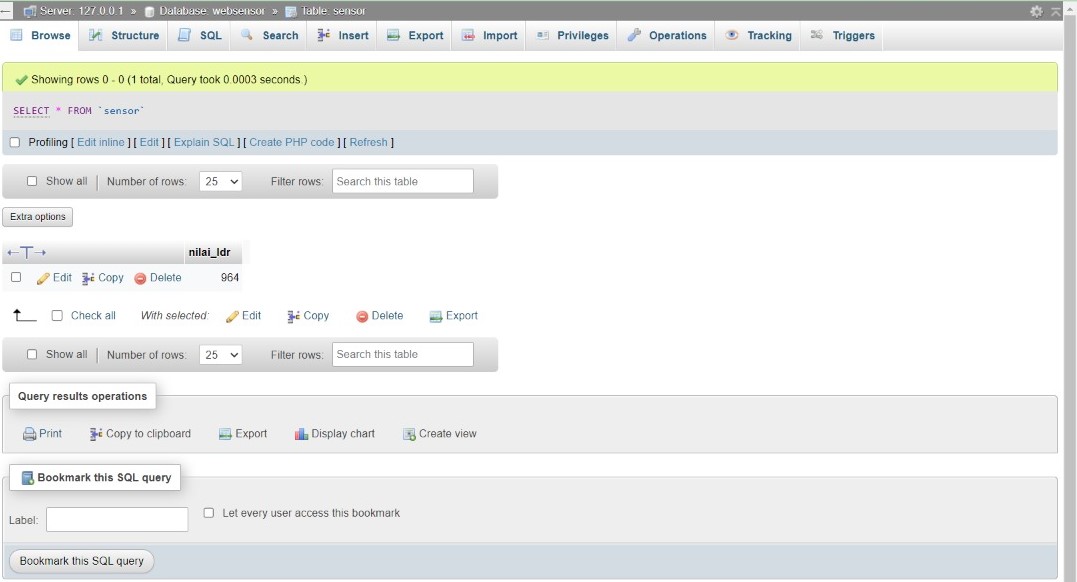 Server: 127.0.0.1 » Database: websensor » Table: sensor
Browse Structure SQL Search Insert Export Import Privileges Operations Tracking Triggers
Showing rows 0 - 0 (1 total, Query took 0.0003 seconds.)
SELECT * FROM `sensor`
Profiling [ Edit inline ] [ Edit ] [ Explain SQL ] [ Create PHP code ] [ Refresh ]
Show all | Number of rows: 25 Filter rows: Search this table
Extra options
←T→ nilai_ldr
Edit Copy Delete 964
Check all With selected: Edit Copy Delete Export
Show all | Number of rows: 25 Filter rows: Search this table
Query results operations
Print Copy to clipboard Export Display chart Create view
Bookmark this SQL query
Label: Let every user access this bookmark
Bookmark this SQL query